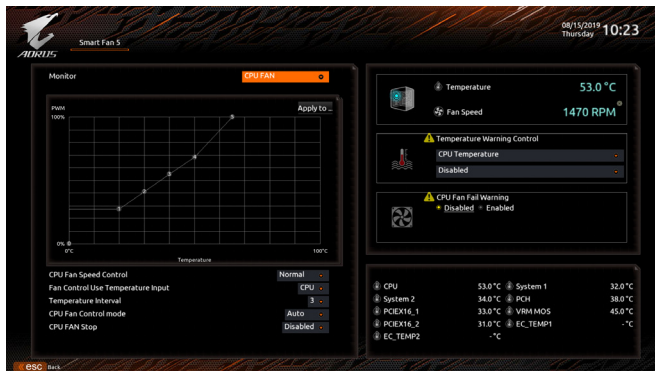 AORUS
Smart Fan 5
08/15/2019
Thursday
10:23
Monitor
CPU FAN
PWM
100%
Apply to ..
0%
0°C
100°C
Temperature
CPU Fan Speed Control Normal
Fan Control Use Temperature Input CPU
Temperature Interval 3
CPU Fan Control mode Auto
CPU FAN Stop Disabled
Temperature 53.0°C
Fan Speed 1470 RPM
Temperature Warning Control
CPU Temperature
Disabled
CPU Fan Fail Warning
Disabled Enabled
CPU 53.0°C System 1 32.0°C
System 2 34.0°C PCH 38.0°C
PCIEX16_1 33.0°C VRM MOS 45.0°C
PCIEX16_2 31.0°C EC_TEMP1 -°C
EC_TEMP2 -°C
esc Back